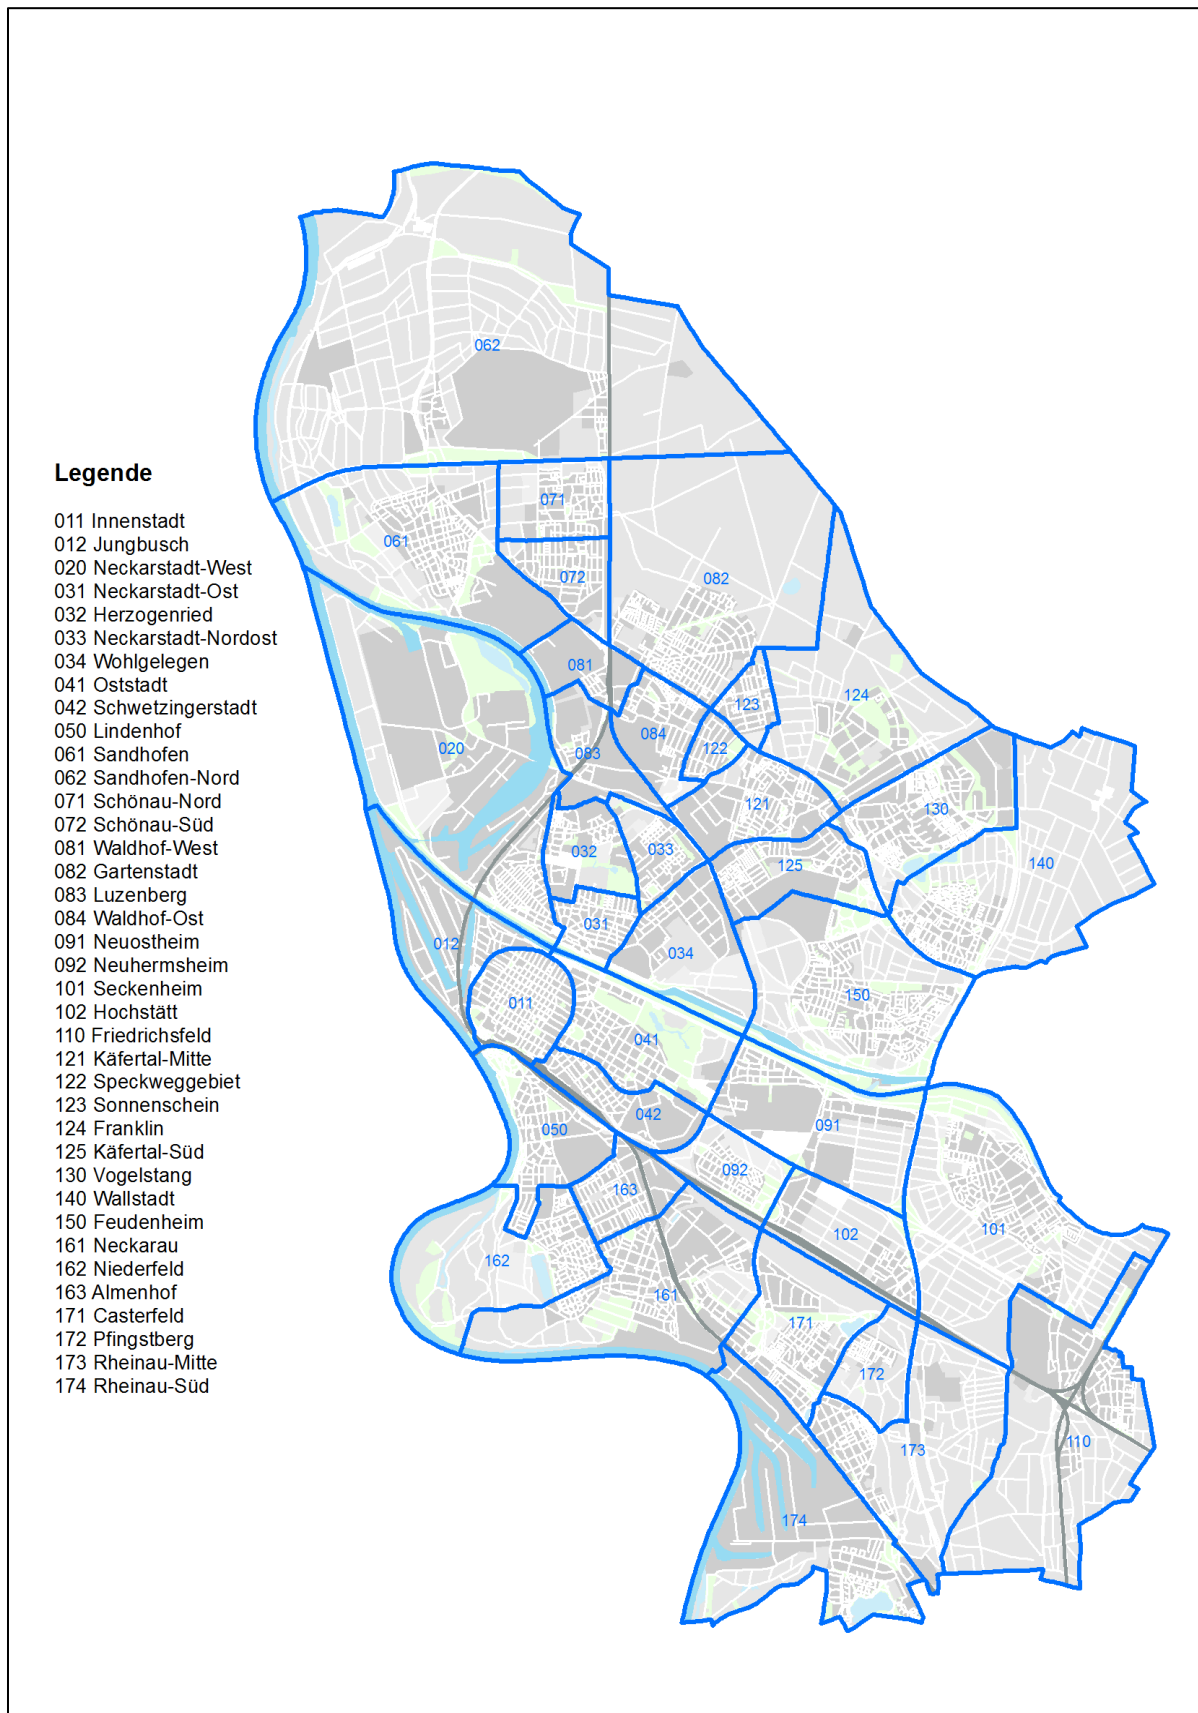 Legende
011 Innenstadt
012 Jungbusch
020 Neckarstadt-West
031 Neckarstadt-Ost
032 Herzogenried
033 Neckarstadt-Nordost
034 Wohlgelegen
041 Oststadt
042 Schwetzingerstadt
050 Lindenhof
061 Sandhofen
062 Sandhofen-Nord
071 Schönau-Nord
072 Schönau-Süd
081 Waldhof-West
082 Gartenstadt
083 Luzenberg
084 Waldhof-Ost
091 Neuostheim
092 Neuhermsheim
101 Seckenheim
102 Hochstätt
110 Friedrichsfeld
121 Käfertal-Mitte
122 Speckweggebiet
123 Sonnenschein
124 Franklin
125 Käfertal-Süd
130 Vogelstang
140 Wallstadt
150 Feudenheim
161 Neckarau
162 Niederfeld
163 Almenhof
171 Casterfeld
172 Pfingstberg
173 Rheinau-Mitte
174 Rheinau-Süd
062
071
061
072
082
081
124
123
084
122
020
083
121
130
032
033
125
140
031
012
034
150
011
041
042
091
050
092
163
101
102
162
161
171
172
110
173
174